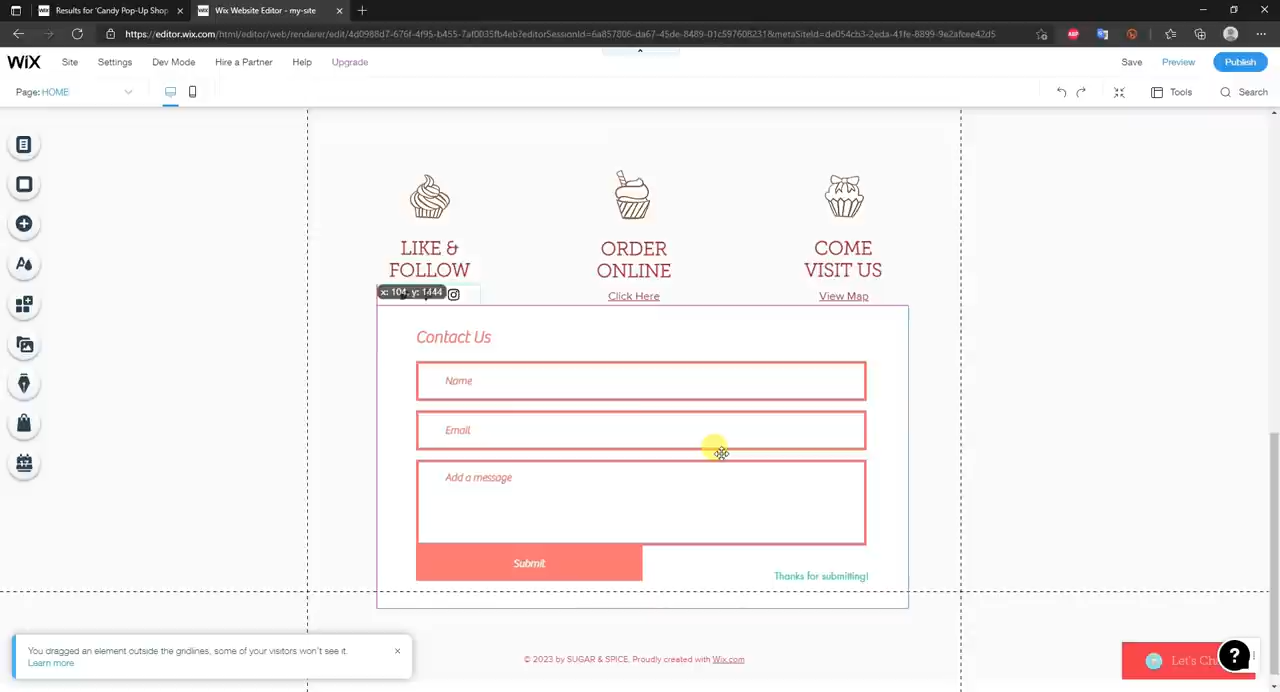 Results for 'Candy Pop-Up Shop
Wix Website Editor - my-site
https://editor.wix.com/html/editor/web/renderer/edit/4d0988d7-676f-4f95-b455-7af0035fb4eb?editorSessionId=6a57806-da67-45de-8489-01c597608231&metaSiteId=de054cb3-2eda-41fe-8899-9e2afcee42d5
WiX
Site
Settings
Dev Mode
Hire a Partner
Help
Upgrade
Save
Preview
Publish
Page: HOME
Tools
Search
LIKE &
FOLLOW
ORDER
ONLINE
COME
VISIT US
x: 104, y: 1444
Click Here
View Map
Contact Us
Name
Email
Add a message
Submit
Thanks for submitting!
You dragged an element outside the gridlines, some of your visitors won't see it.
Learn more
© 2023 by SUGAR & SPICE. Proudly created with Wix.com
Let's
?